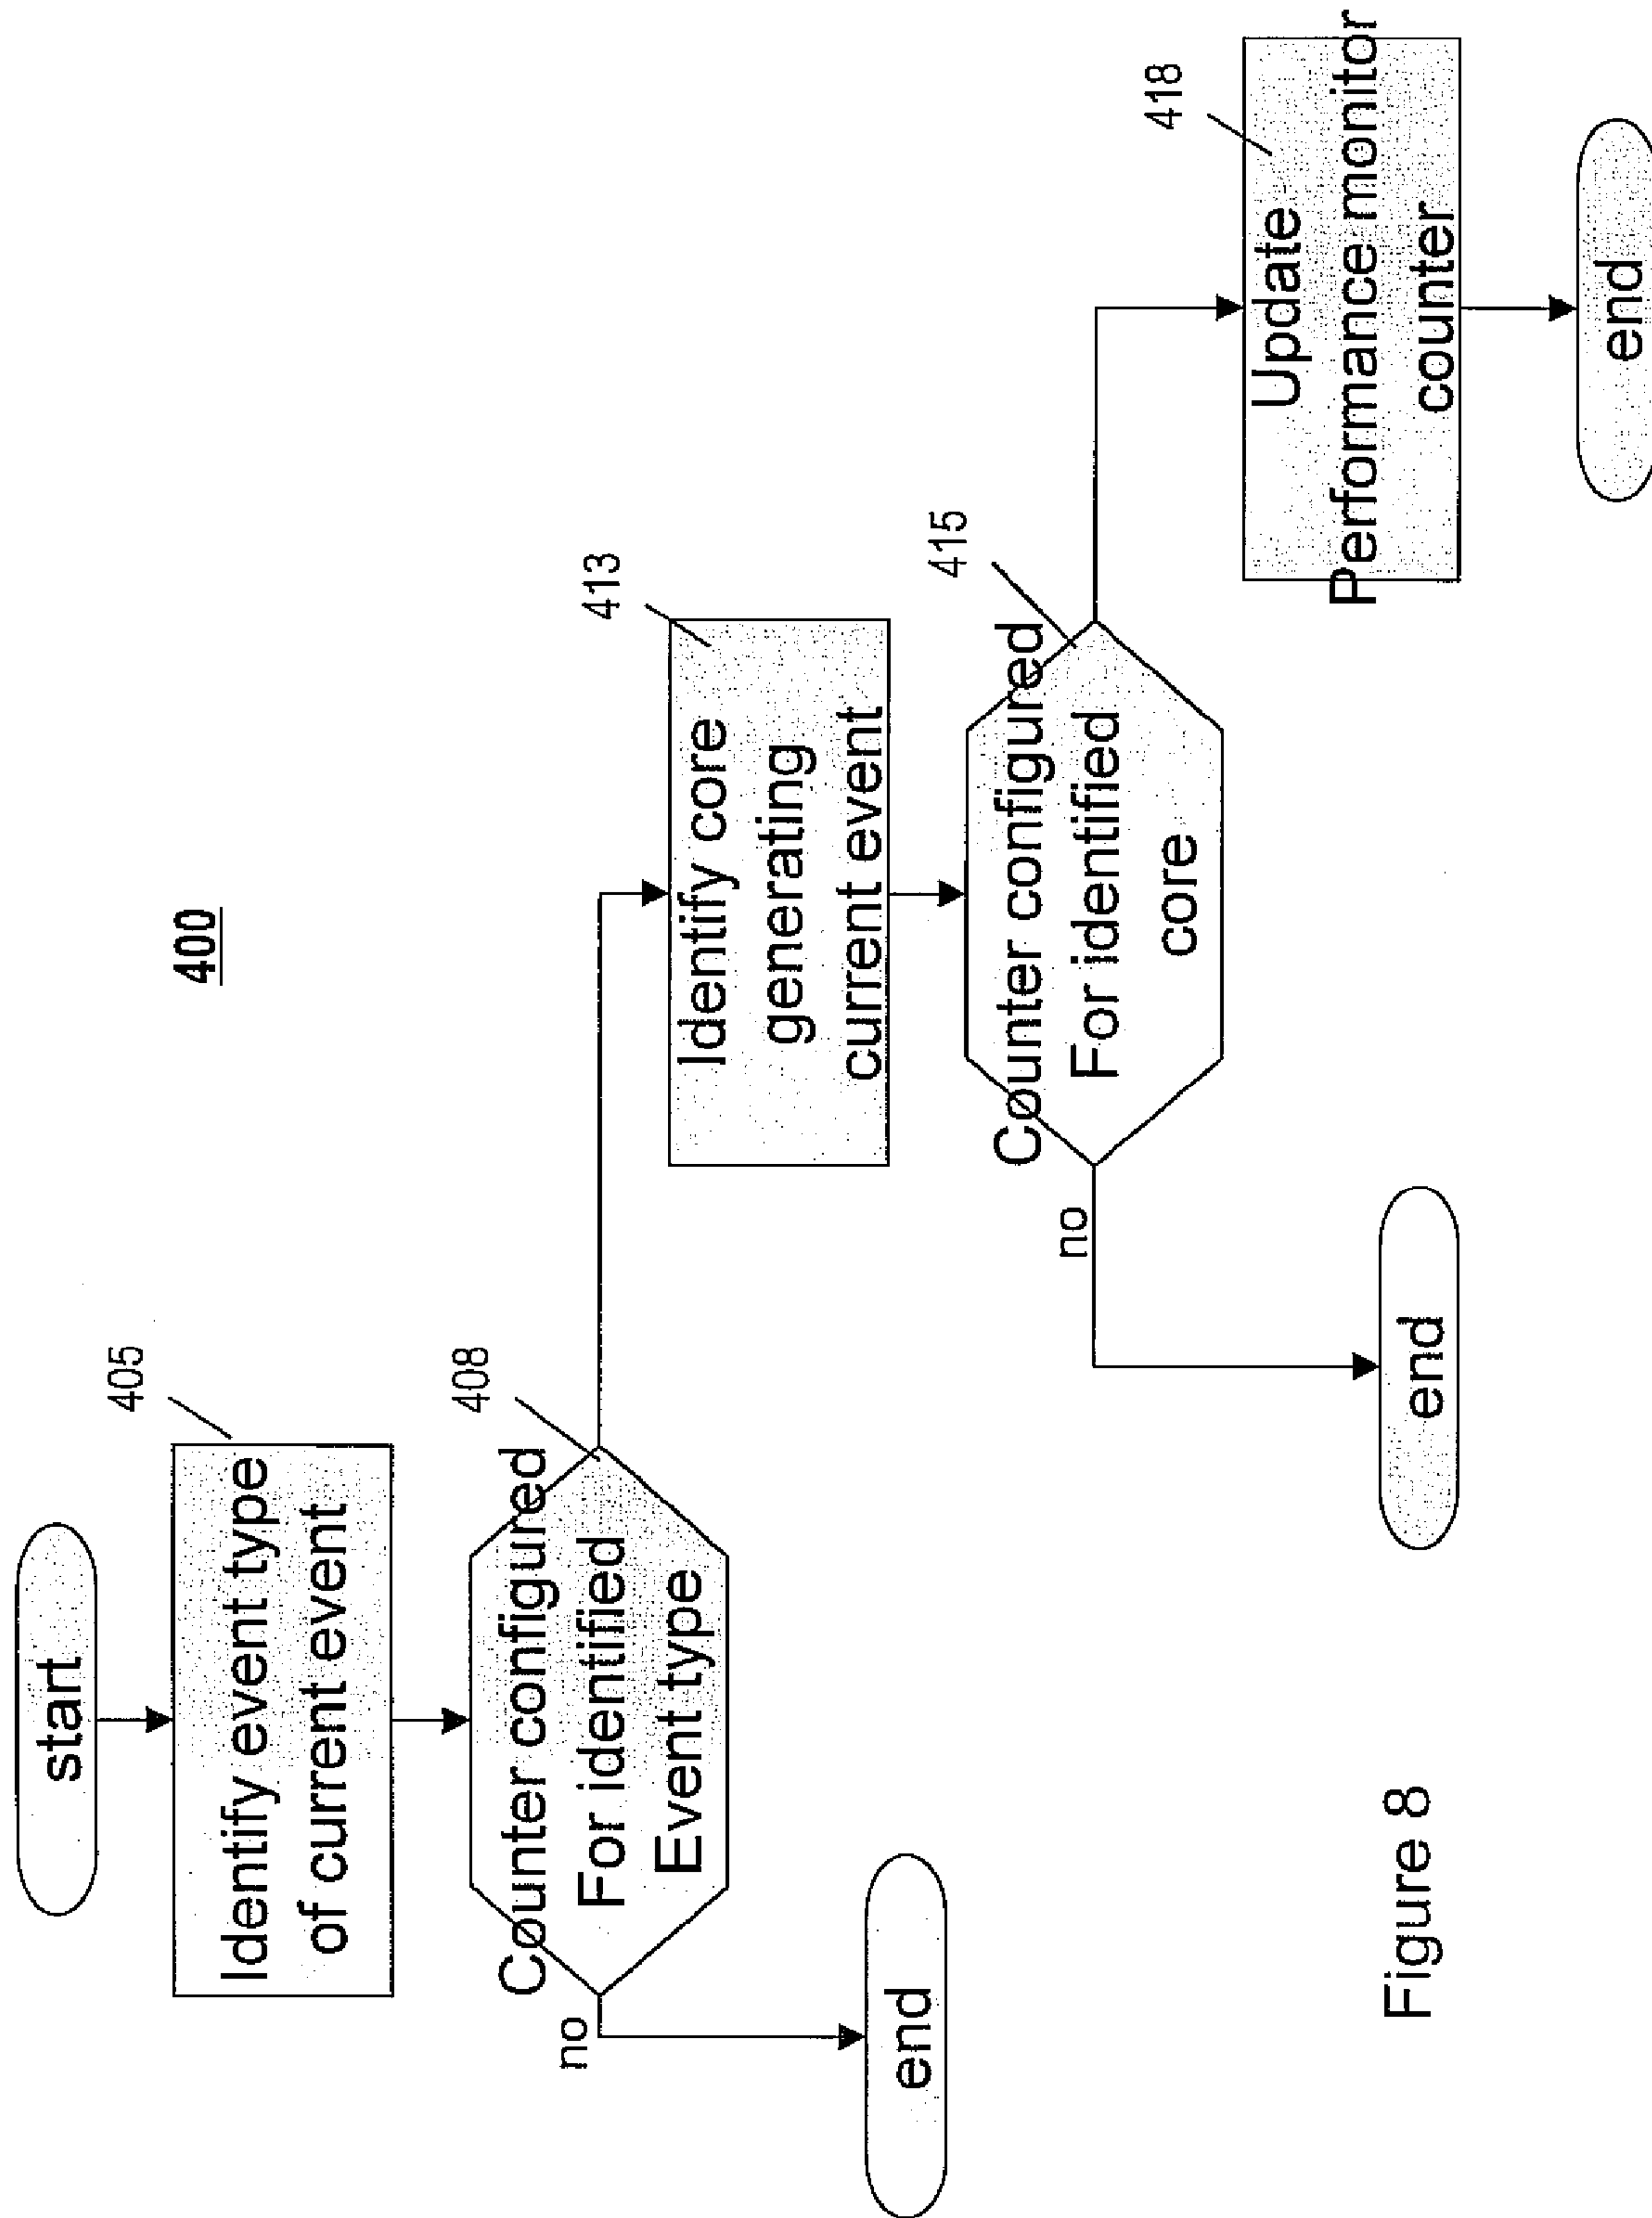 400
start
405
Identify event type
of current event
408
Counter configured
For identified
Event type
no
end
413
Identify core
generating
current event
415
Counter configured
For identified
core
no
end
418
Update
Performance monitor
counter
end
Figure 8